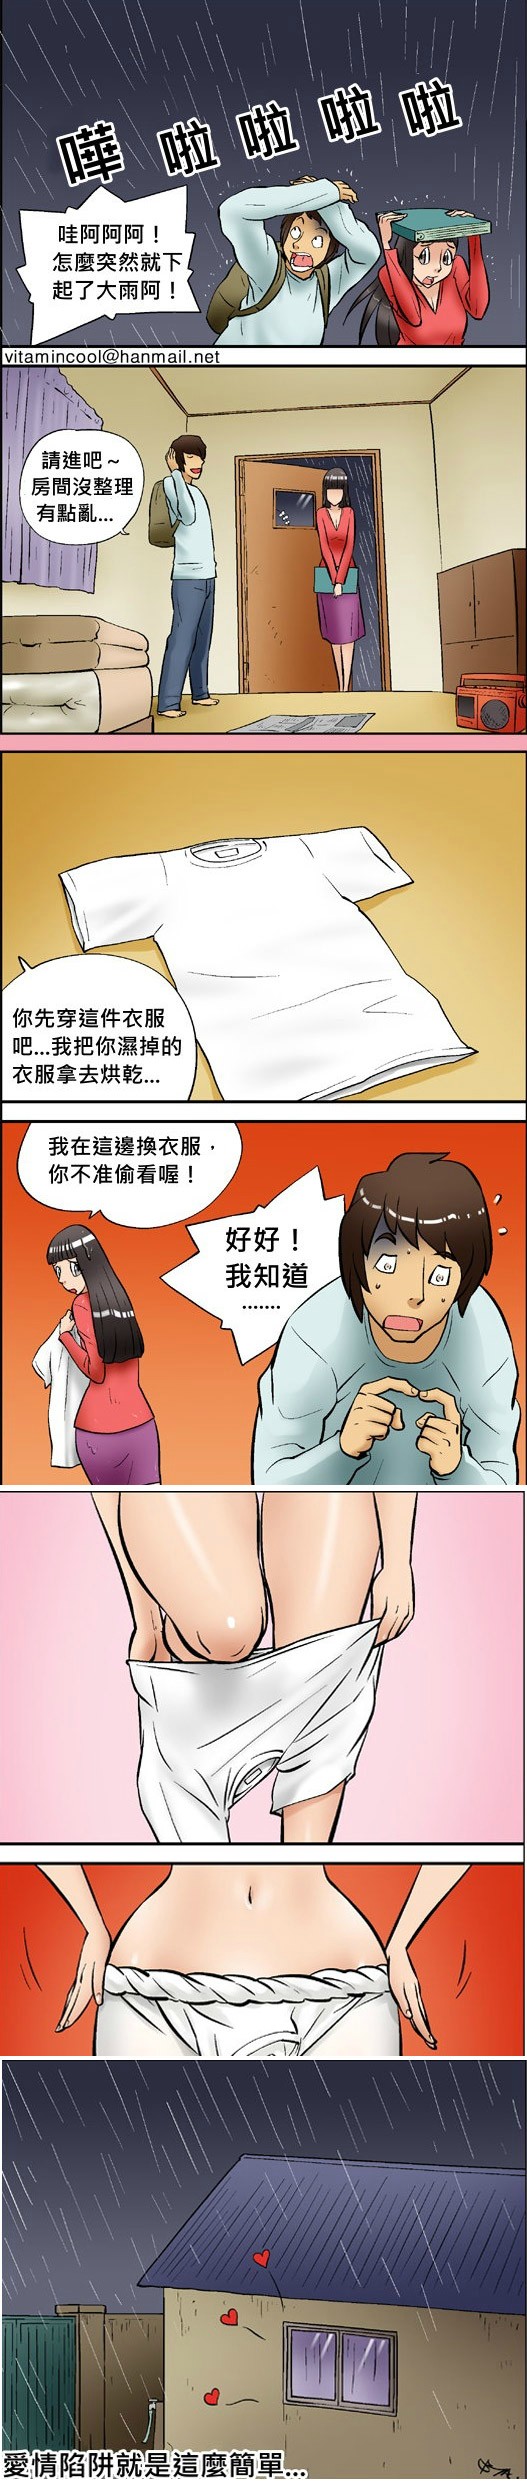 嘩啦啦啦啦
哇阿阿阿！
怎麼突然就下
起了大雨阿！
vitamincool@hanmail.net
請進吧～
房間沒整理
有點亂...
你先穿這件衣服
吧...我把你濕掉的
衣服拿去烘乾...
我在這邊換衣服，
你不准偷看喔！
好好！
我知道
.......
愛情陷阱就是這麼簡單...